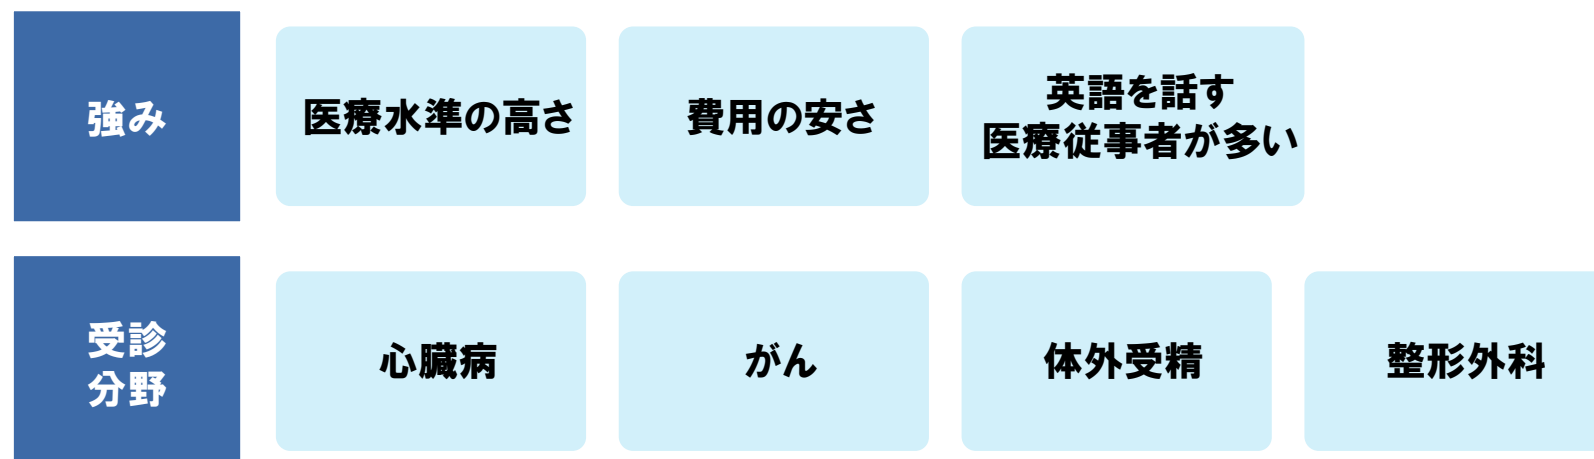 強み
医療水準の高さ
費用の安さ
英語を話す
医療従事者が多い
受診
分野
心臓病
がん
体外受精
整形外科